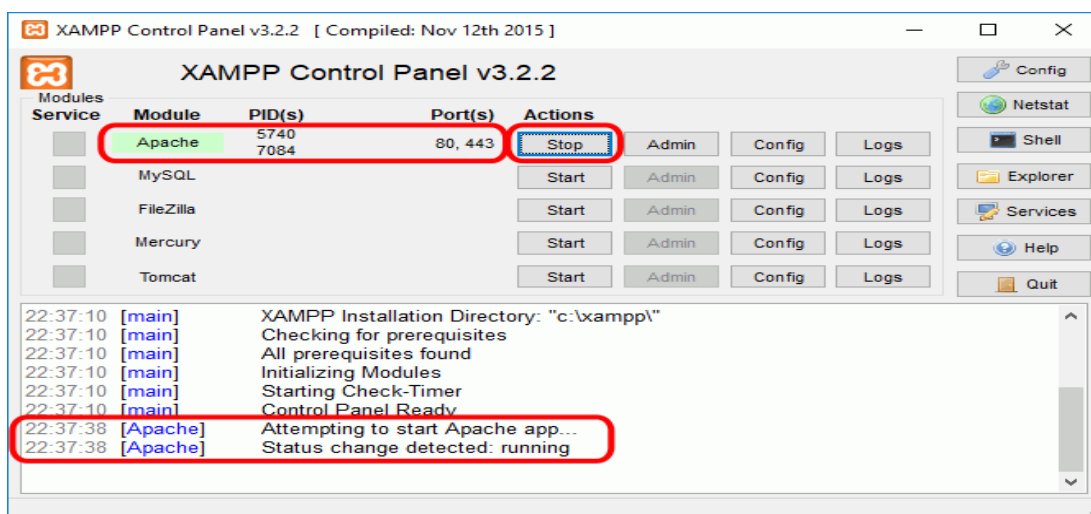 XAMPP Control Panel v3.2.2 [ Compiled: Nov 12th 2015 ]
XAMPP Control Panel v3.2.2
Config
Modules
Netstat
Service Module PID(s) Port(s) Actions
Apache 5740 7084 80, 443 Stop Admin Config Logs
Shell
MySQL Start Admin Config Logs
Explorer
FileZilla Start Admin Config Logs
Services
Mercury Start Admin Config Logs
Help
Tomcat Start Admin Config Logs
Quit
22:37:10 [main] XAMPP Installation Directory: "c:\xampp\"
22:37:10 [main] Checking for prerequisites
22:37:10 [main] All prerequisites found
22:37:10 [main] Initializing Modules
22:37:10 [main] Starting Check-Timer
22:37:10 [main] Control Panel Ready
22:37:38 [Apache] Attempting to start Apache app...
22:37:38 [Apache] Status change detected: running